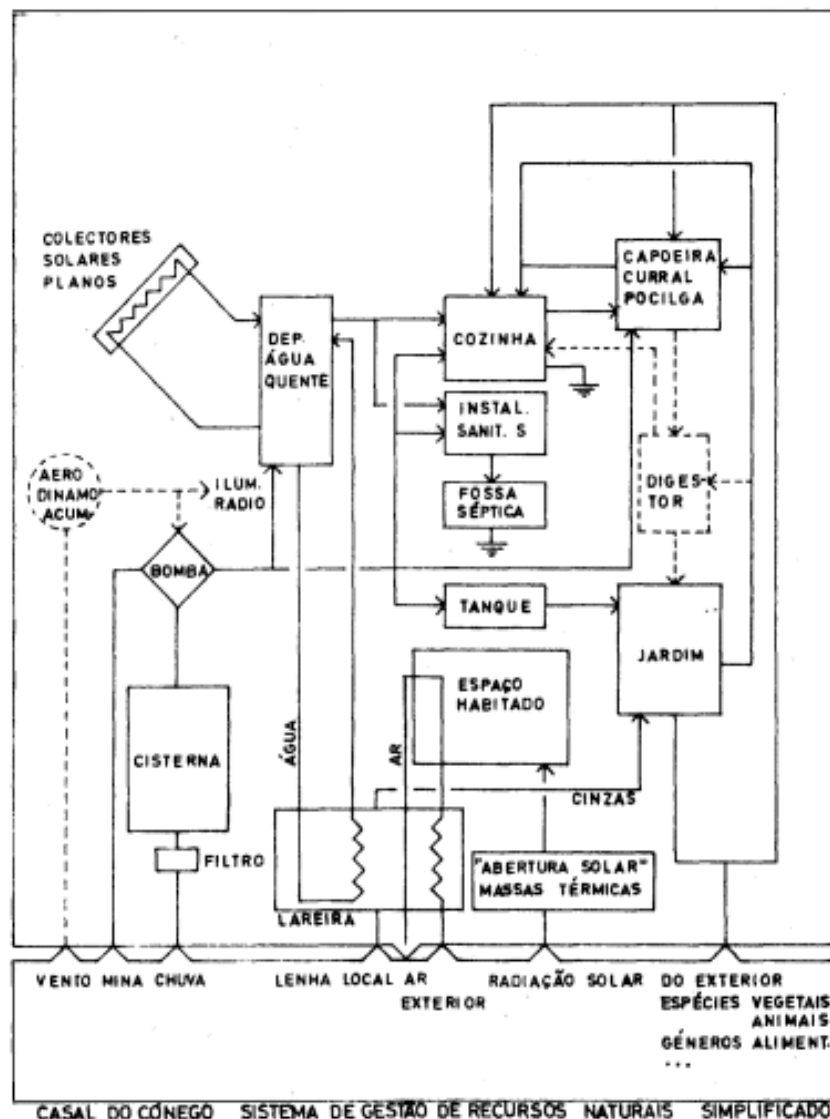 COLECTORES
SOLARES
PLANOS
DEP.
ÁGUA
QUENTE
COZINHA
CAPOEIRA
CURRAL
POCILGA
INSTAL.
SANIT. S
FOSSA
SÉPTICA
DIGES-
TOR
AERO
DINAMO
ACUM.
ILUM.
RADIO
BOMBA
TANQUE
JARDIM
ESPAÇO
HABITADO
CISTERNA
ÁGUA
AR
CINZAS
FILTRO
"ABERTURA SOLAR"
MASSAS TÉRMICAS
LAREIRA
VENTO MINA CHUVA
LENHA LOCAL AR
EXTERIOR
RADIAÇÃO SOLAR
DO EXTERIOR
ESPÉCIES VEGETAIS
ANIMAIS
GÉNEROS ALIMENT.
...
CASAL DO CÓNEGO SISTEMA DE GESTÃO DE RECURSOS NATURAIS SIMPLIFICADO